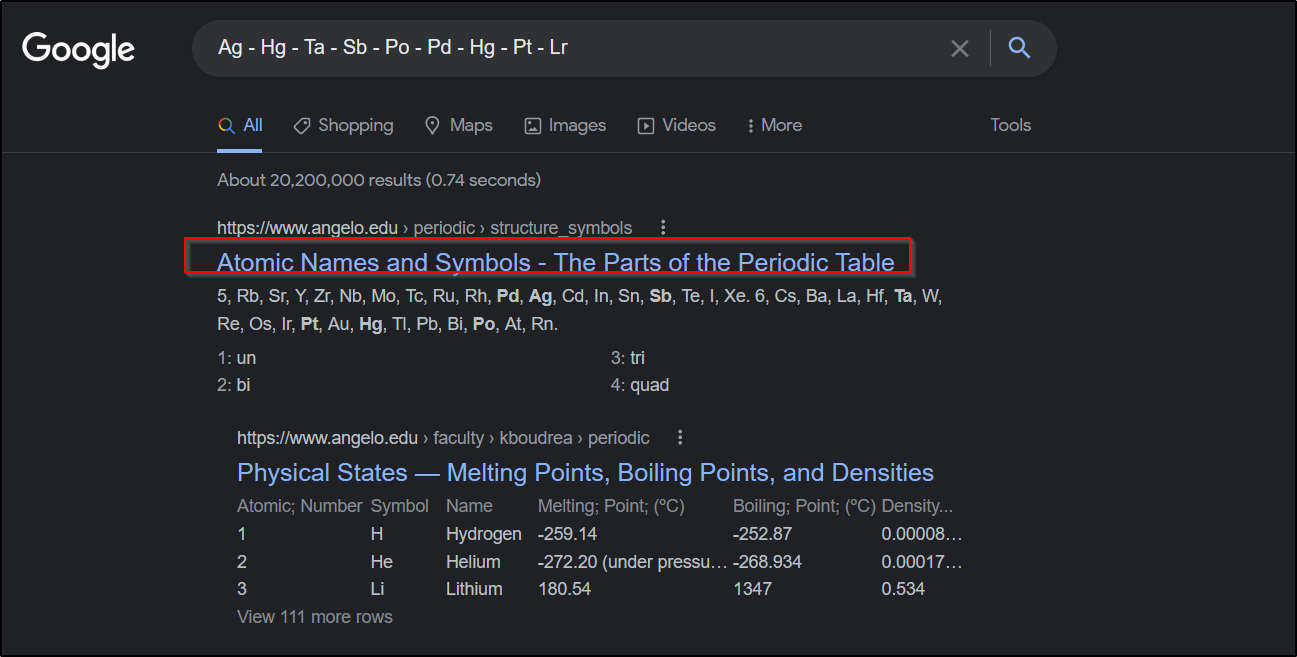 Google
Ag - Hg - Ta - Sb - Po - Pd - Hg - Pt - Lr
All Shopping Maps Images Videos More Tools
About 20,200,000 results (0.74 seconds)
https://www.angelo.edu › periodic › structure_symbols
Atomic Names and Symbols - The Parts of the Periodic Table
5, Rb, Sr, Y, Zr, Nb, Mo, Tc, Ru, Rh, Pd, Ag, Cd, In, Sn, Sb, Te, I, Xe. 6, Cs, Ba, La, Hf, Ta, W,
Re, Os, Ir, Pt, Au, Hg, Tl, Pb, Bi, Po, At, Rn.
1: un 3: tri
2: bi 4: quad
https://www.angelo.edu › faculty › kboudrea › periodic
Physical States — Melting Points, Boiling Points, and Densities
Atomic; Number Symbol Name Melting; Point; (ºC) Boiling; Point; (ºC) Density...
1 H Hydrogen -259.14 -252.87 0.00008...
2 He Helium -272.20 (under pressu... -268.934 0.00017...
3 Li Lithium 180.54 1347 0.534
View 111 more rows